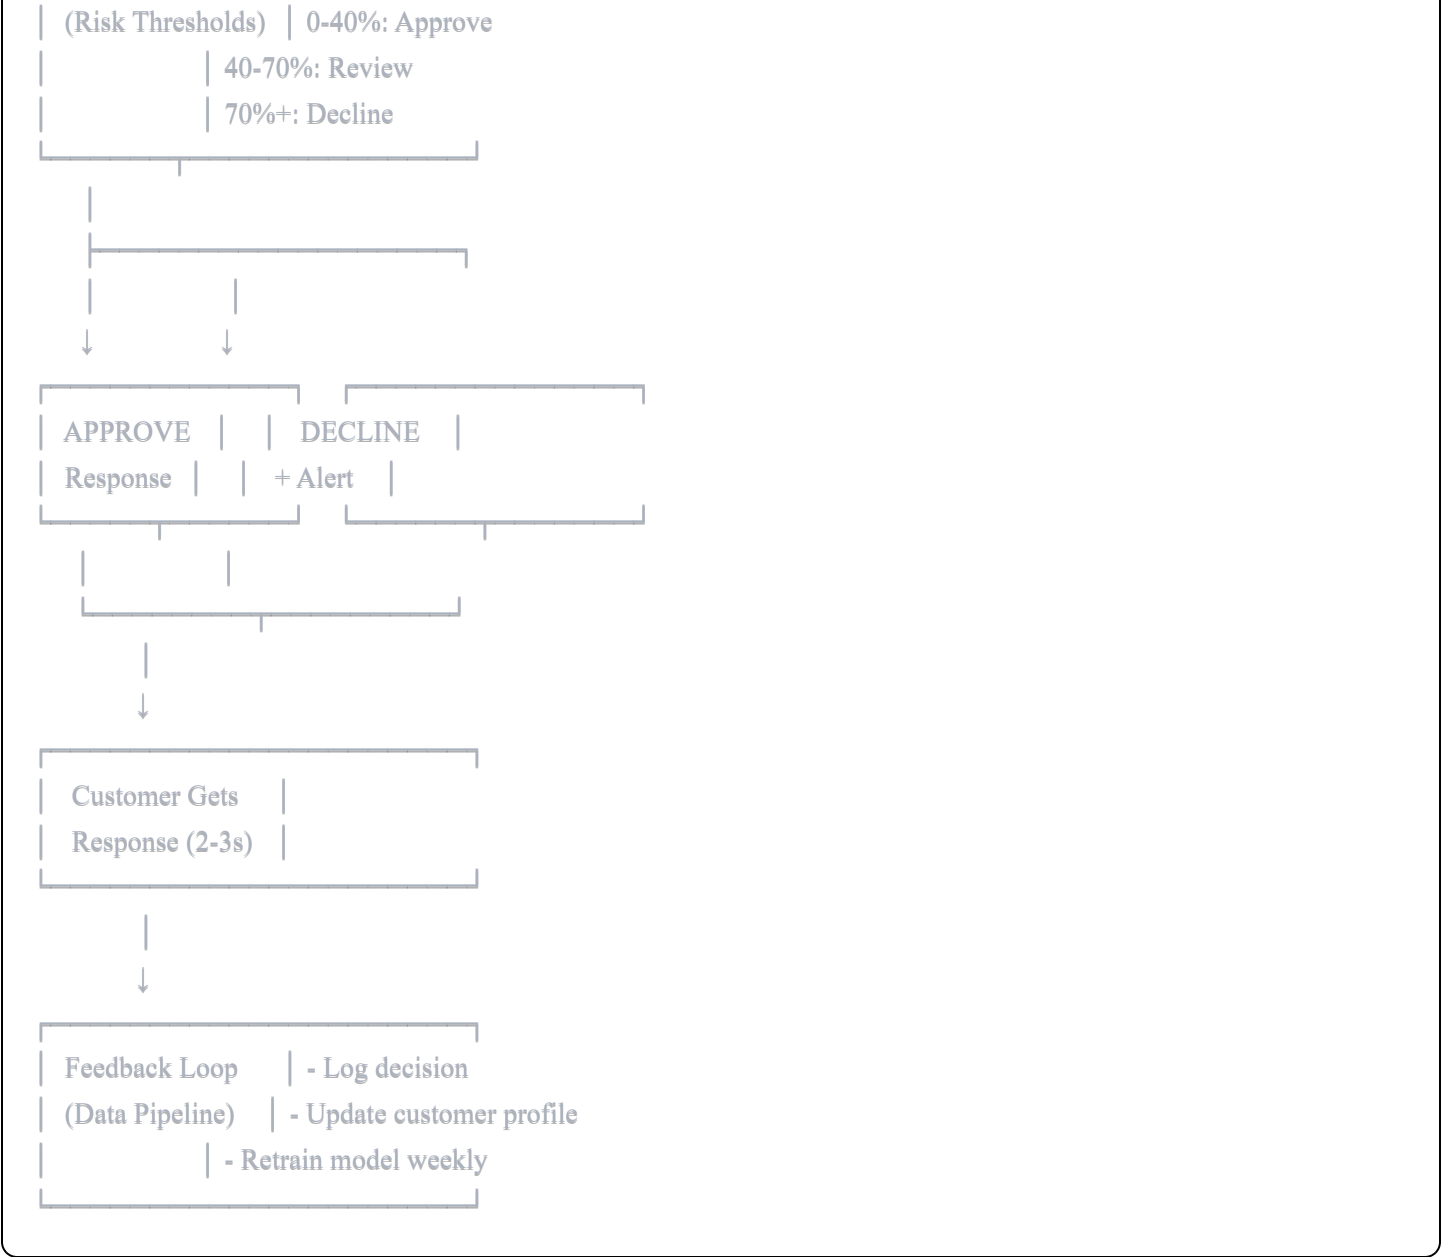 (Risk Thresholds) │ 0-40%: Approve
40-70%: Review
70%+: Decline
↓ ↓
APPROVE │ │ DECLINE
Response │ │ + Alert
↓
Customer Gets
Response (2-3s)
↓
Feedback Loop │ - Log decision
(Data Pipeline) │ - Update customer profile
- Retrain model weekly